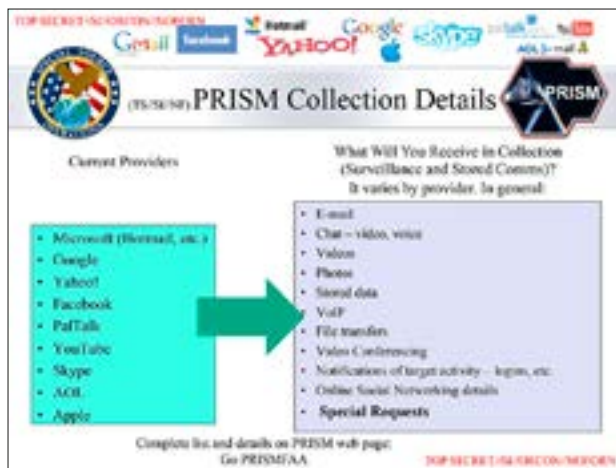 TOP SECRET//SI//ORCON//NOFORN
Gmail facebook Hotmail YAHOO! Google skype paltalk YouTube AOL mail
(TS//SI//NF) PRISM Collection Details
PRISM
Current Providers
What Will You Receive in Collection
(Surveillance and Stored Comms)?
It varies by provider. In general:
• Microsoft (Hotmail, etc.)
• Google
• Yahoo!
• Facebook
• PalTalk
• YouTube
• Skype
• AOL
• Apple
• E-mail
• Chat – video, voice
• Videos
• Photos
• Stored data
• VoIP
• File transfers
• Video Conferencing
• Notifications of target activity – logins, etc.
• Online Social Networking details
• Special Requests
Complete list and details on PRISM web page:
Go PRISMFAA
TOP SECRET//SI//ORCON//NOFORN